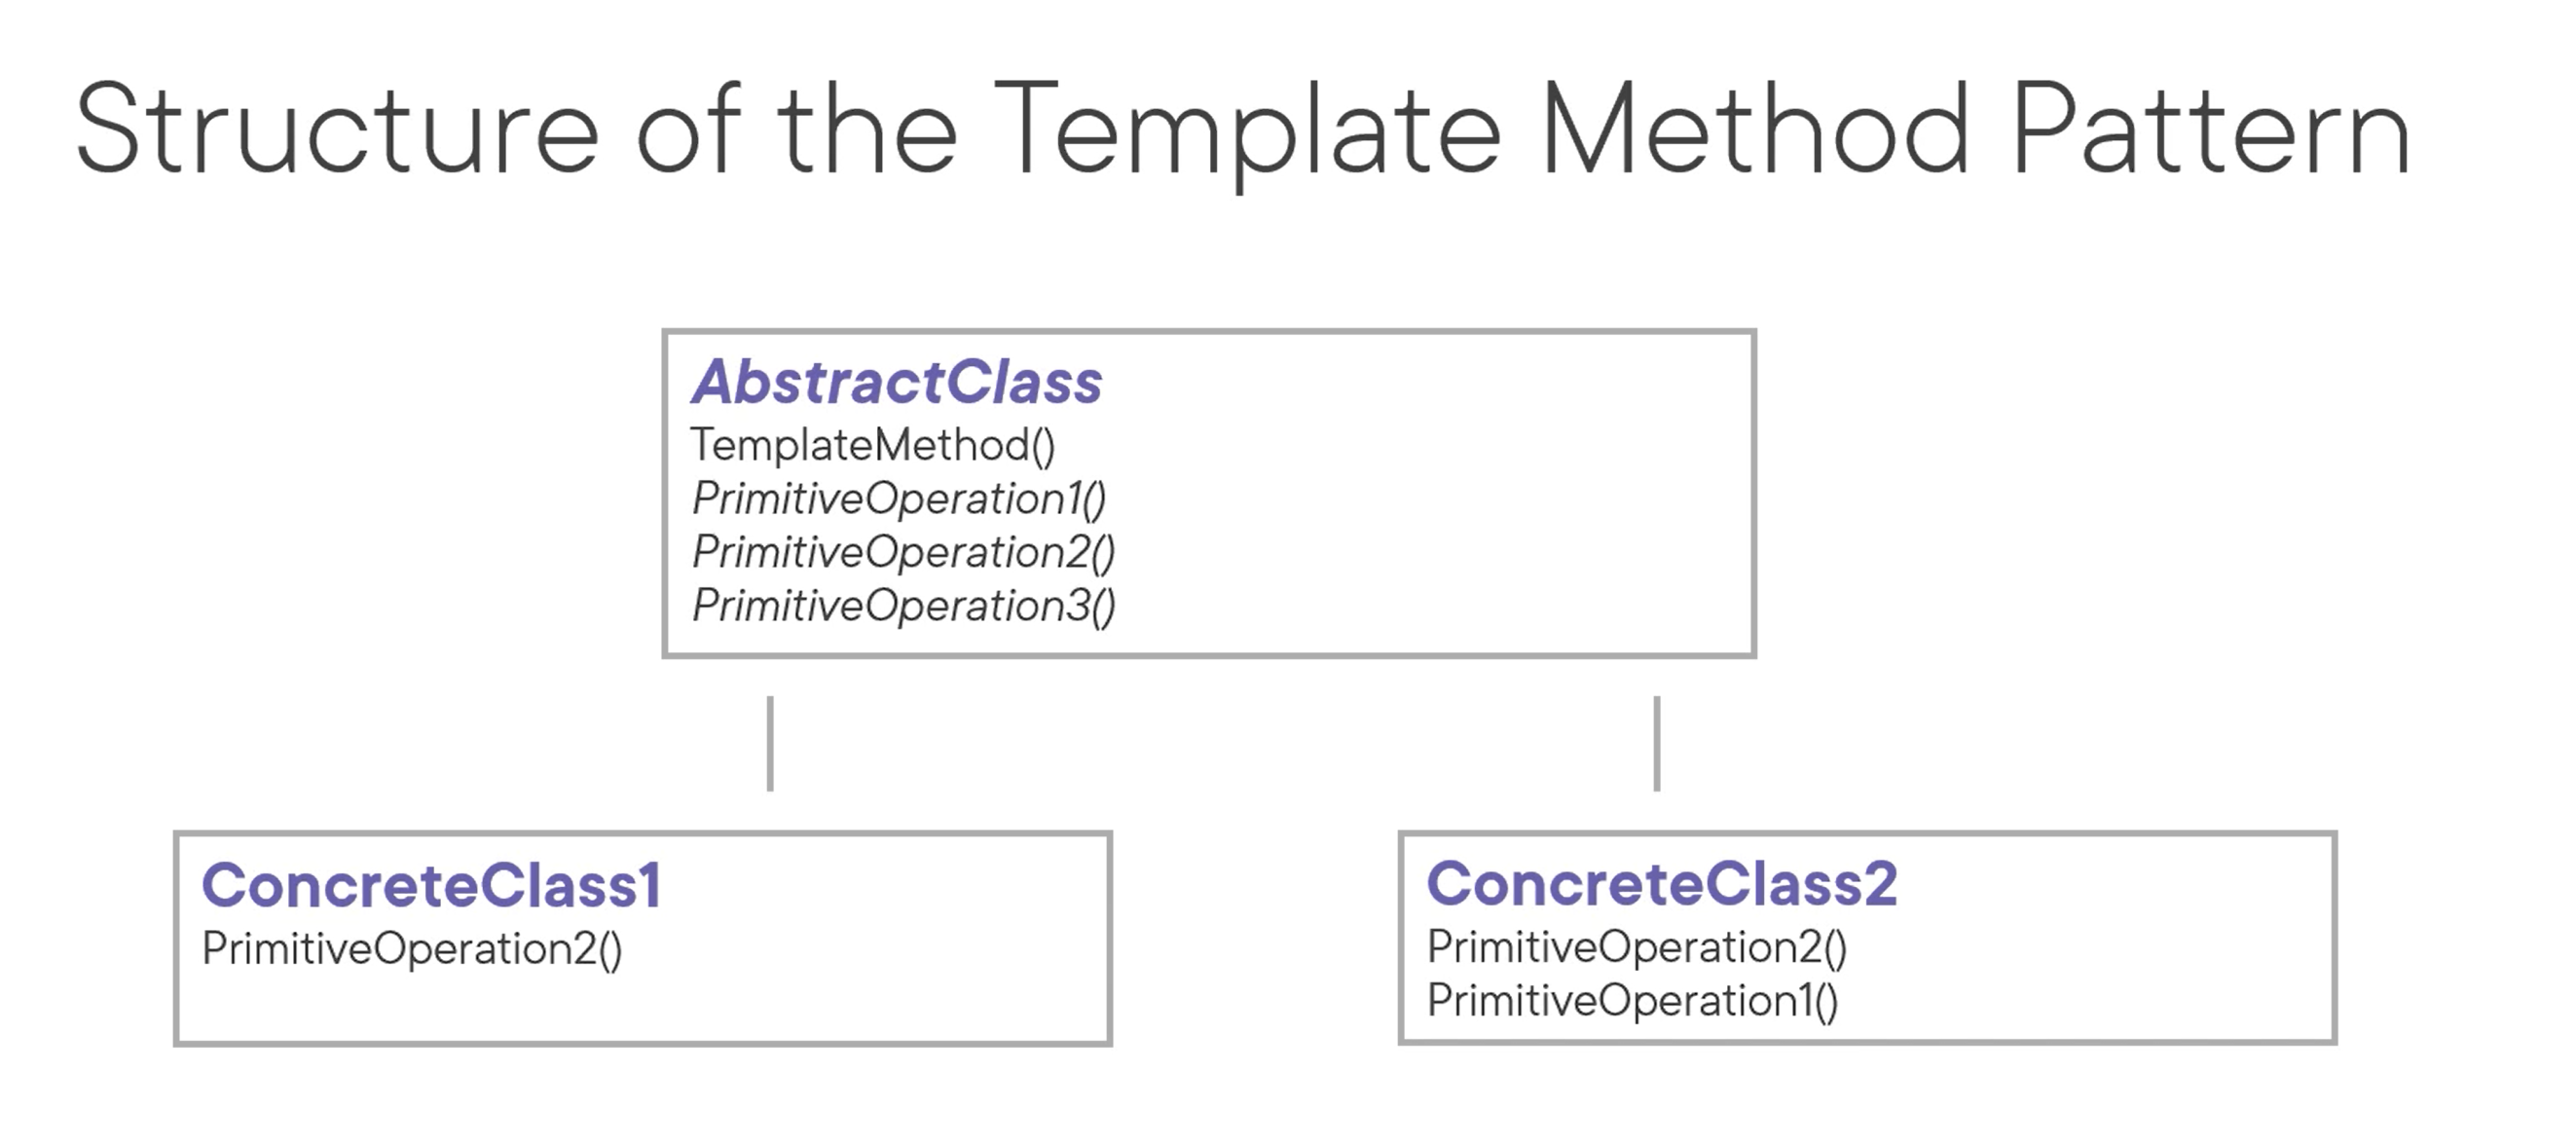 Structure of the Template Method Pattern
AbstractClass
TemplateMethod()
PrimitiveOperation1()
PrimitiveOperation2()
PrimitiveOperation3()
ConcreteClass1
PrimitiveOperation2()
ConcreteClass2
PrimitiveOperation2()
PrimitiveOperation1()